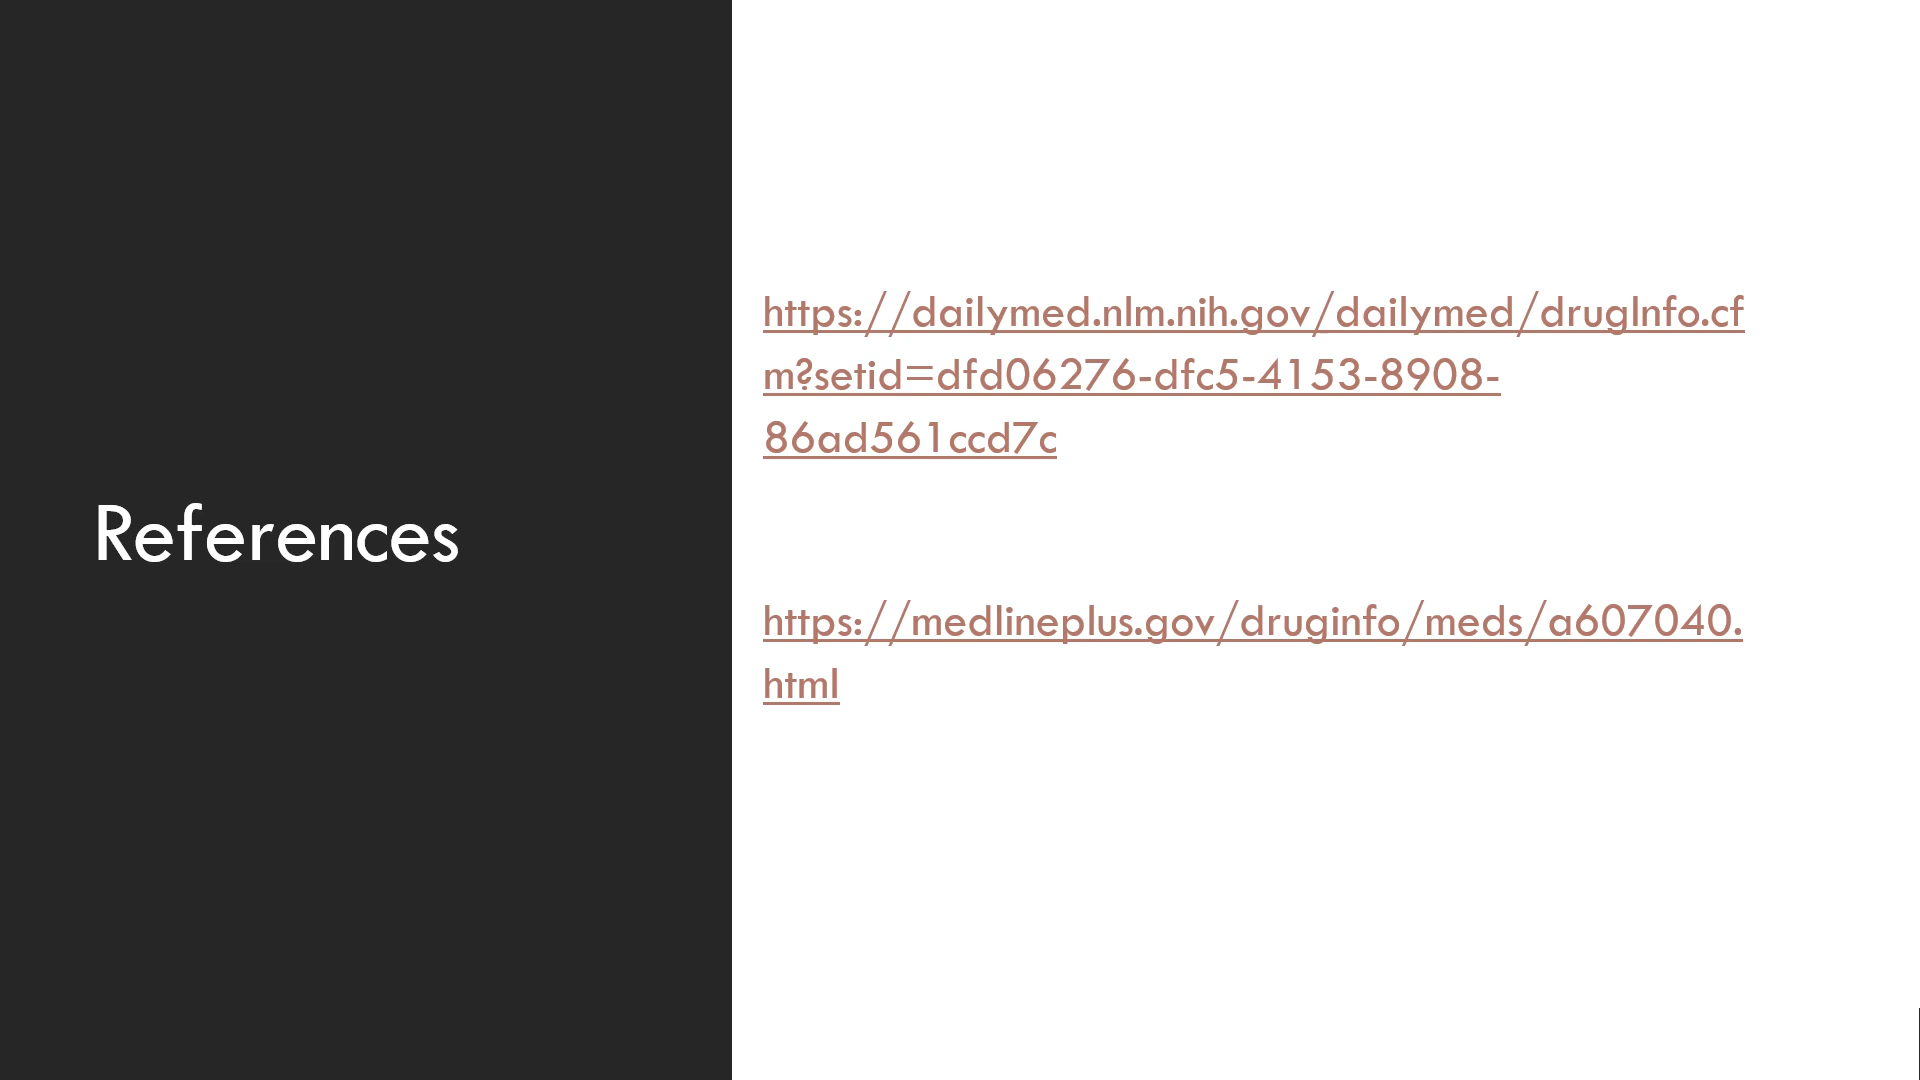 References
https://dailymed.nlm.nih.gov/dailymed/drugInfo.cf
m?setid=dfd06276-dfc5-4153-8908-
86ad561ccd7c
https://medlineplus.gov/druginfo/meds/a607040.
html